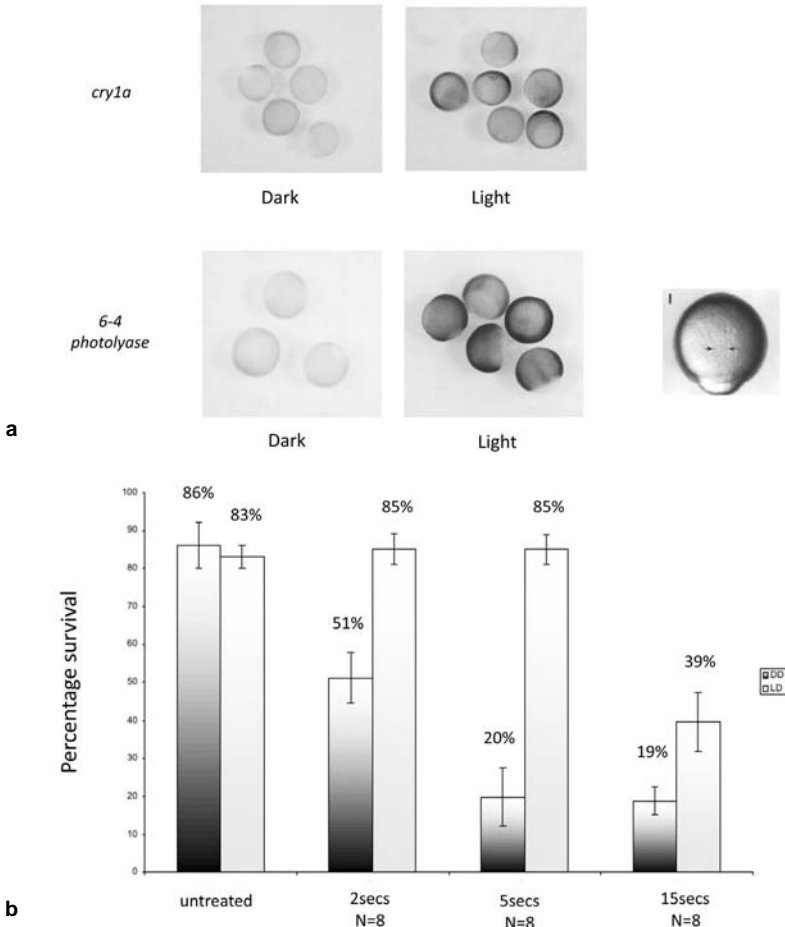 cry1a
Dark Light
6-4
photolyase
Dark Light
a
Percentage survival
100
90
80
70
60
50
40
30
20
10
0
86%
83%
51%
85%
20%
85%
19%
39%
DD
LD
untreated 2secs 5secs 15secs
N=8 N=8 N=8
b